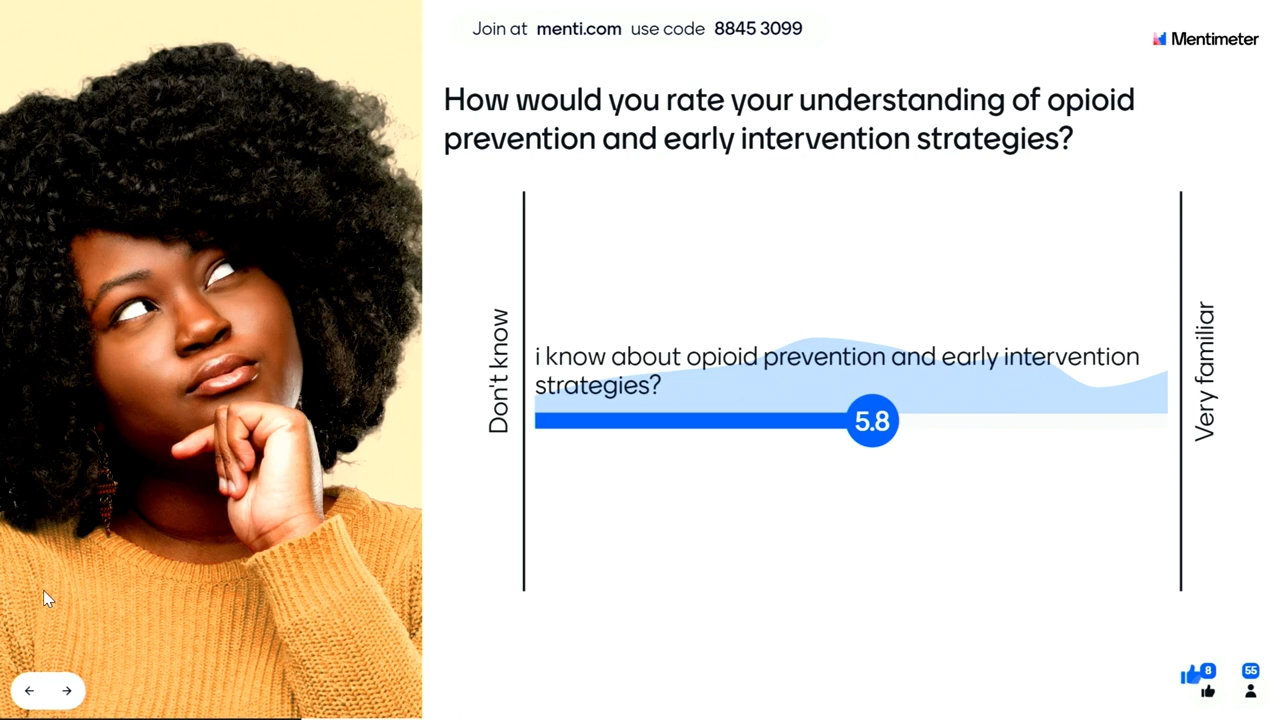 Join at menti.com use code 8845 3099
Mentimeter
How would you rate your understanding of opioid
prevention and early intervention strategies?
Don't know
i know about opioid prevention and early intervention
strategies?
5.8
Very familiar
8
55